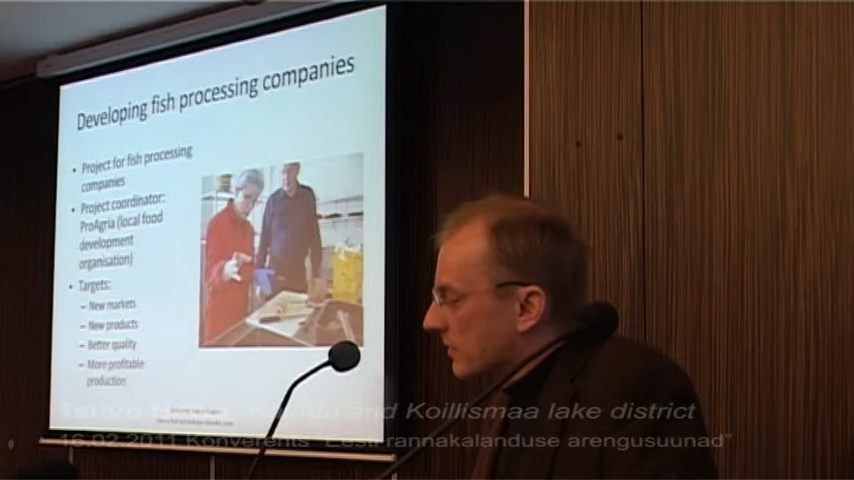 Developing fish processing companies
• Project for fish processing
companies
• Project coordinator:
ProAgria (local food
development
organisation)
• Targets:
– New markets
– New products
– Better quality
– More profitable
production
and Koillismaa lake district
16.02.2011 Konverents "Eesti rannakalanduse arengusuunad"